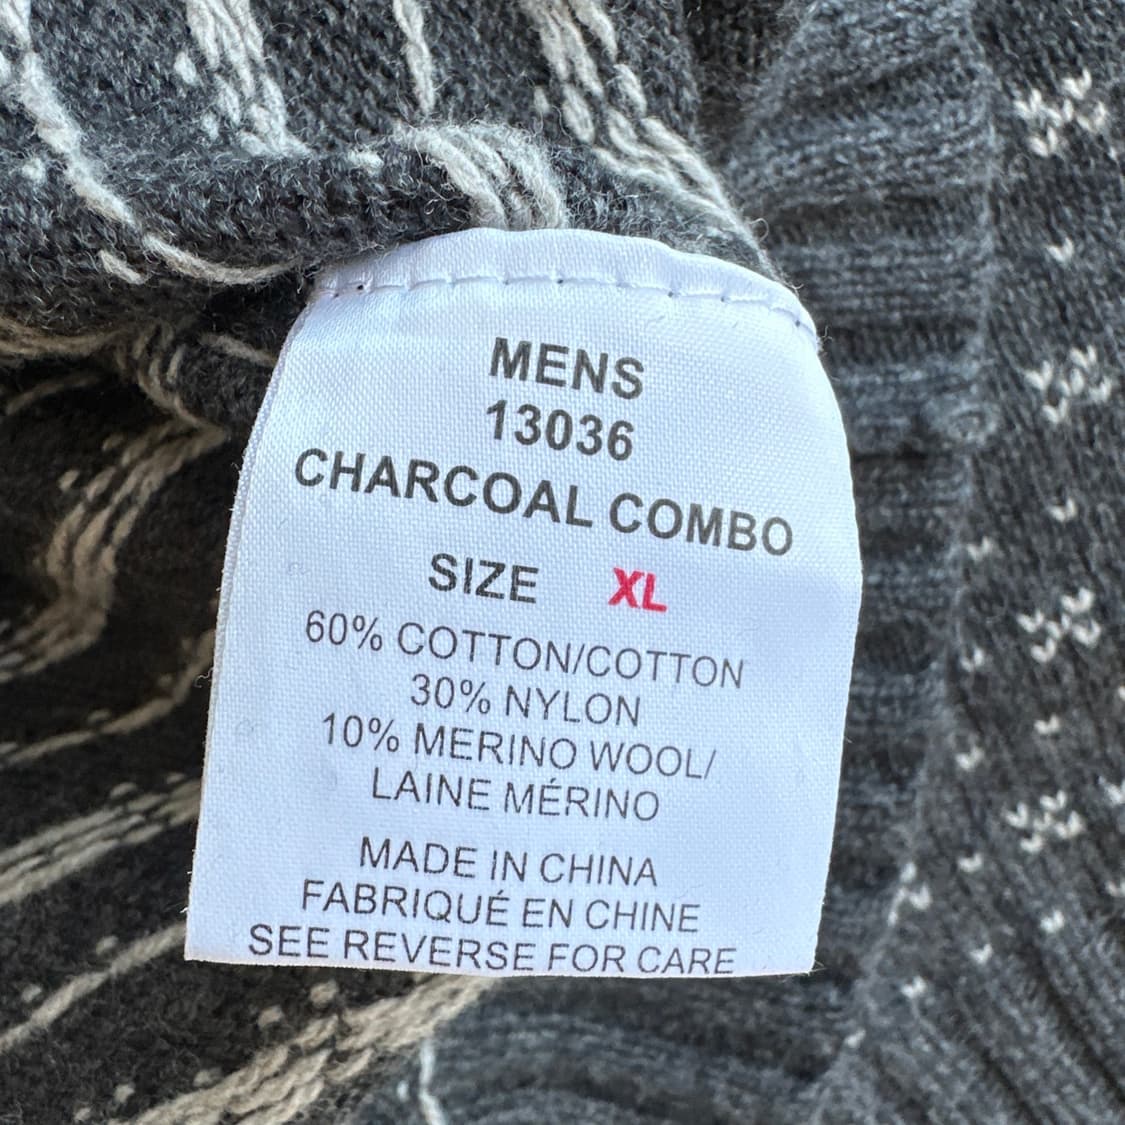 MENS
13036
CHARCOAL COMBO
SIZE XL
60% COTTON/COTTON
30% NYLON
10% MERINO WOOL/
LAINE MÉRINO
MADE IN CHINA
FABRIQUÉ EN CHINE
SEE REVERSE FOR CARE